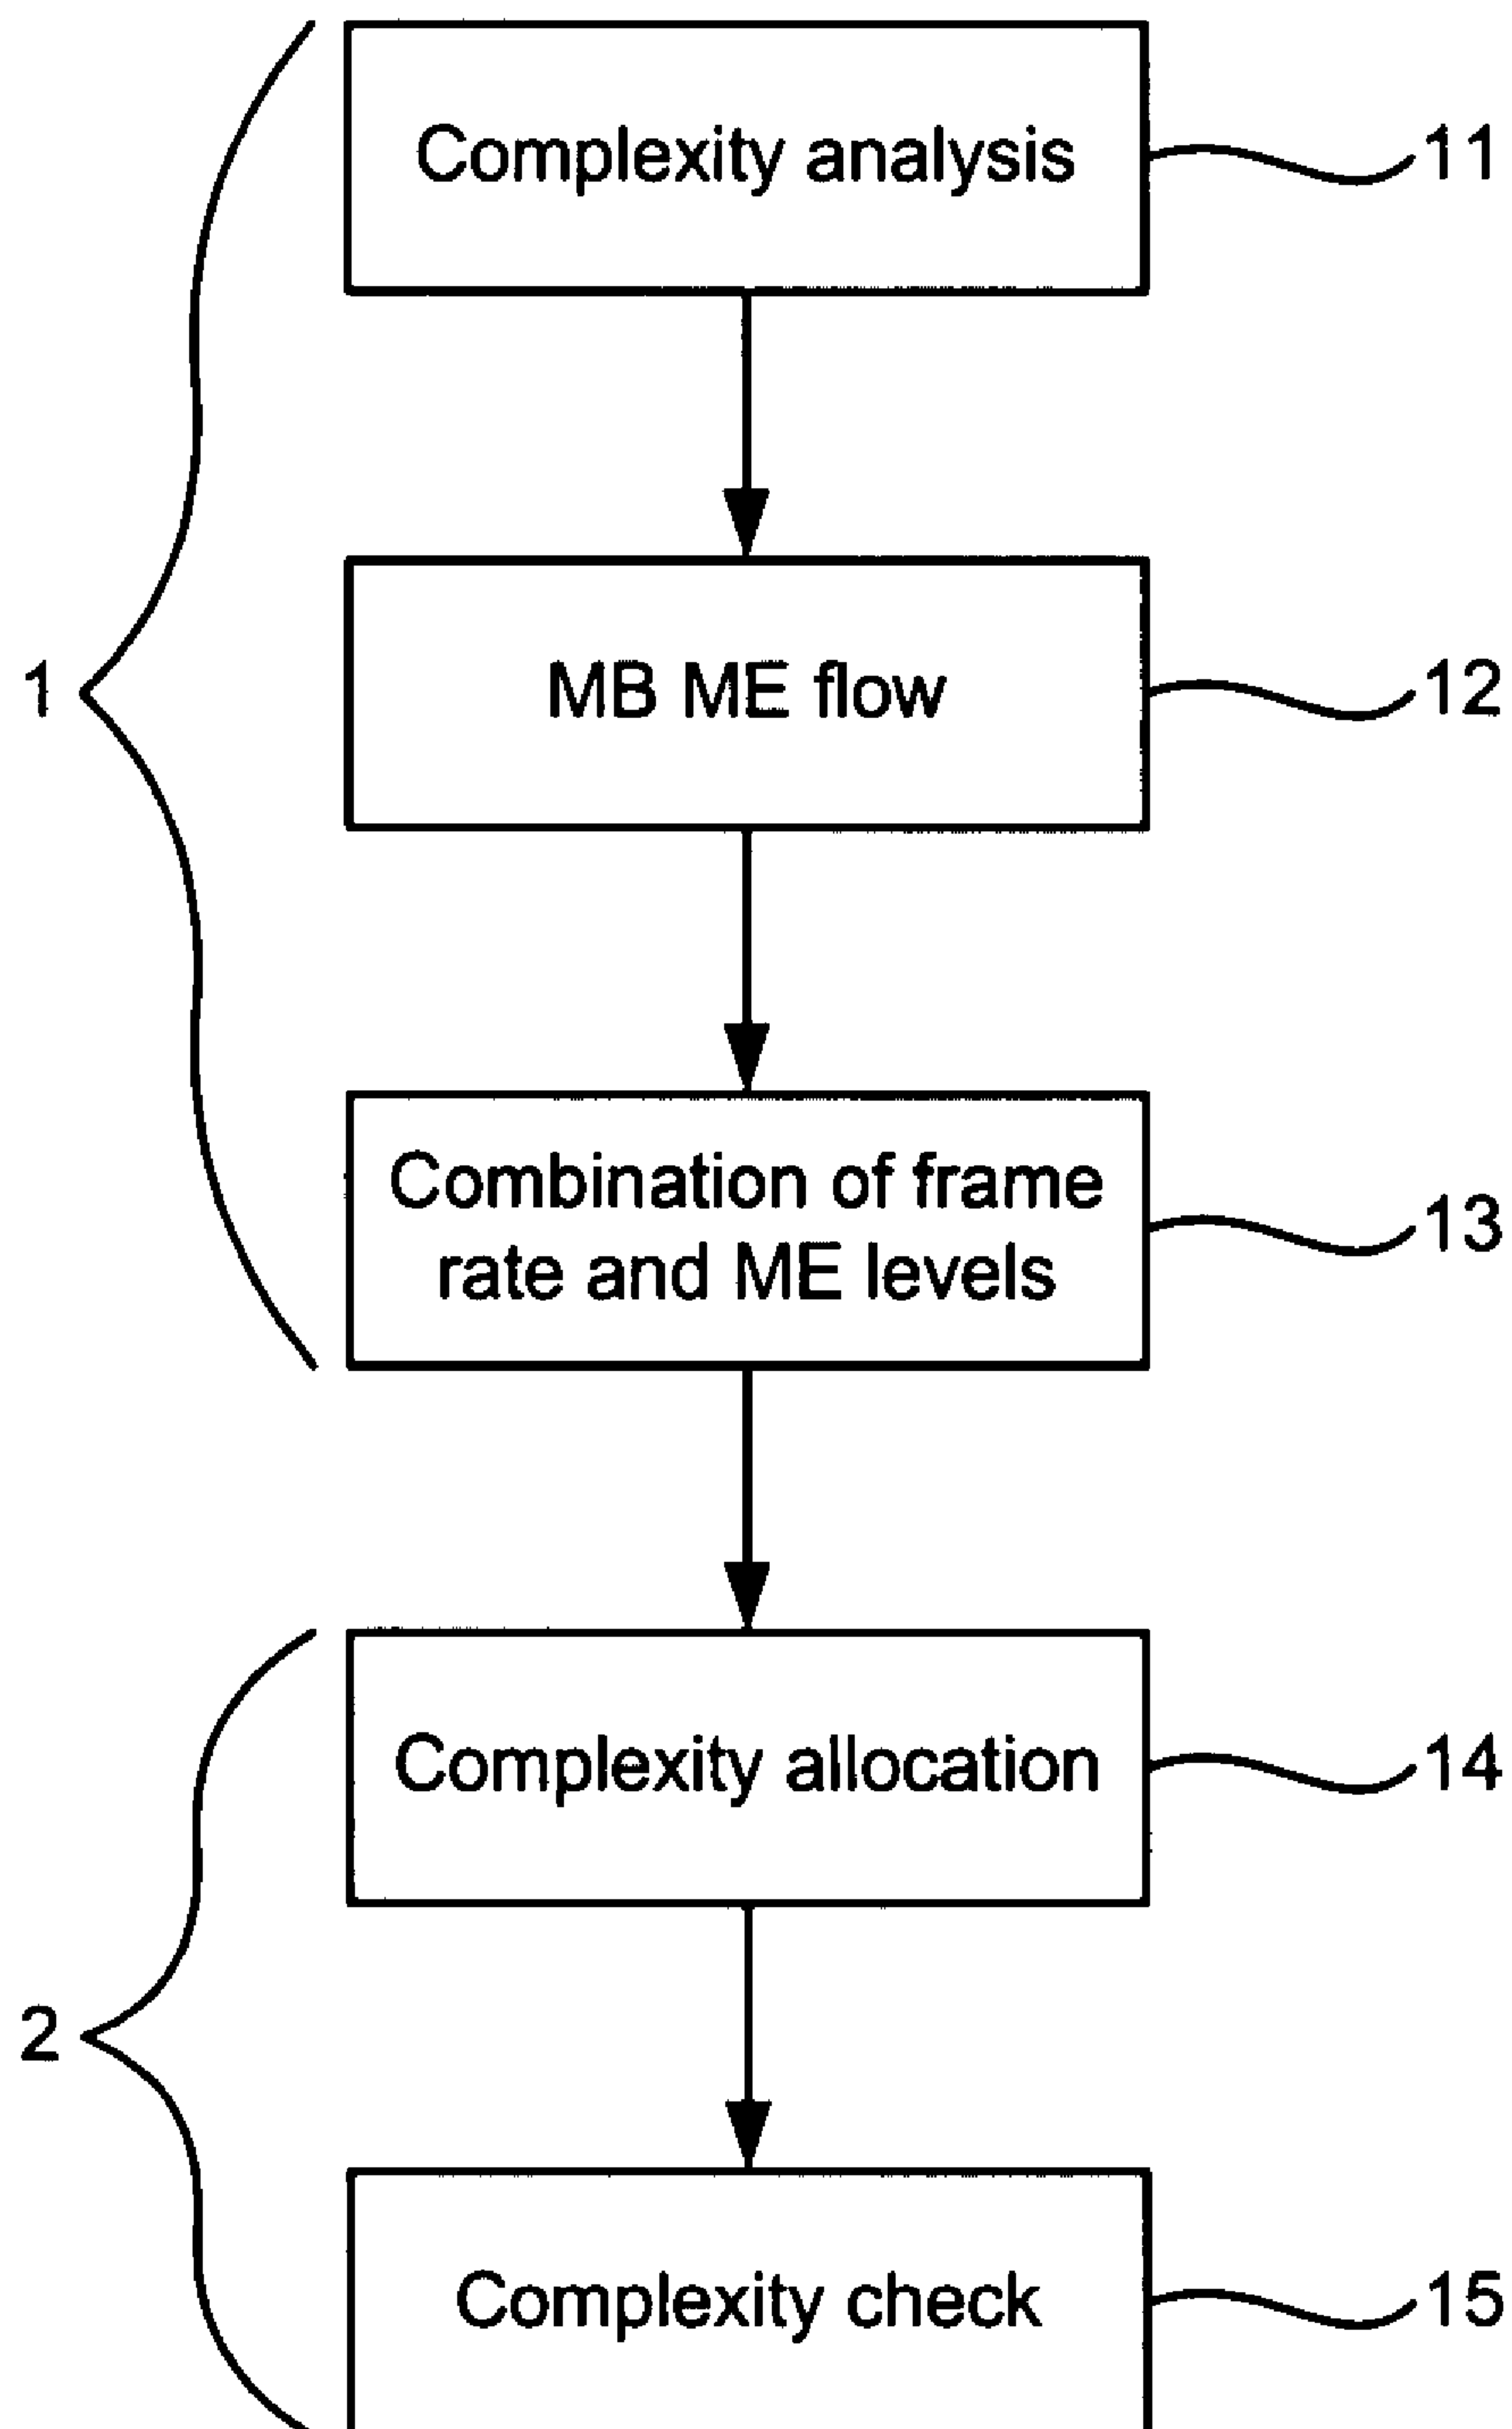 Complexity analysis
11
1
MB ME flow
12
Combination of frame
rate and ME levels
13
Complexity allocation
14
2
Complexity check
15